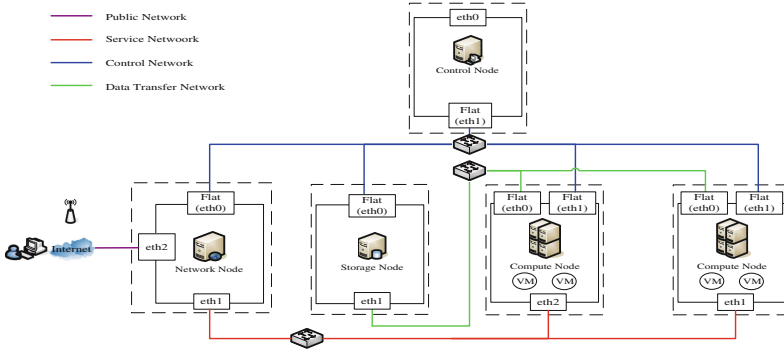 Public Network
Service Netwoork
Control Network
Data Transfer Network
eth0
Control Node
Flat
(eth1)
Flat
(eth0)
eth2
Internet
Network Node
eth1
Flat
(eth0)
Storage Node
eth1
Flat
(eth0)
Flat
(eth1)
Compute Node
VM
VM
eth2
Flat
(eth0)
Flat
(eth1)
Compute Node
VM
VM
eth1